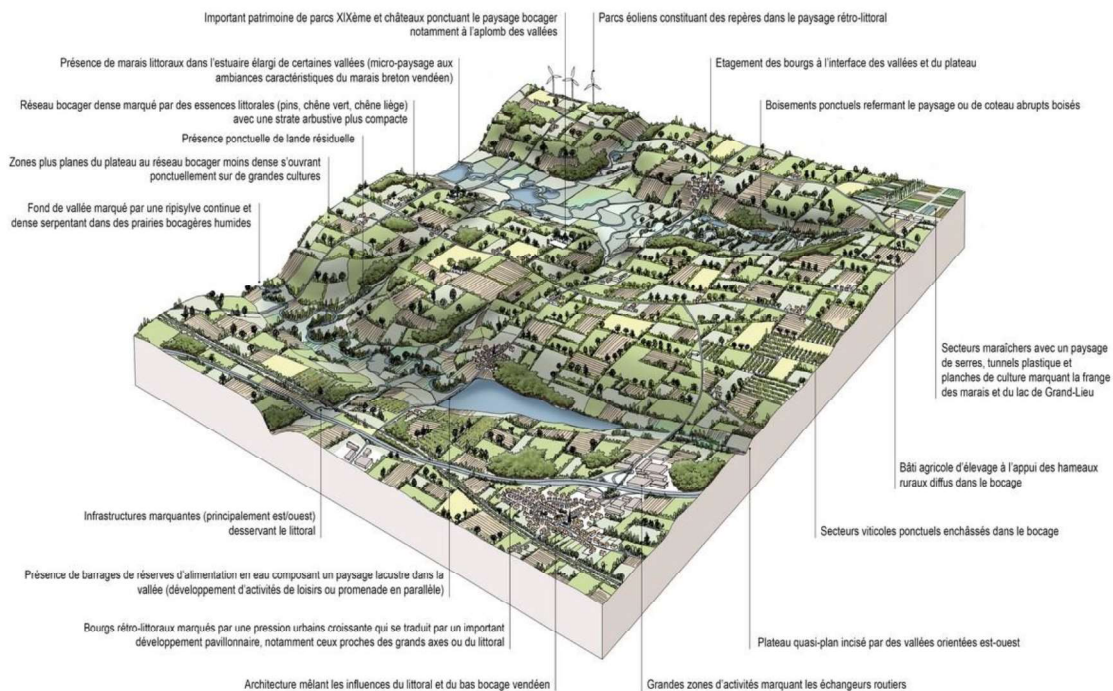 Important patrimoine de parcs XIXème et châteaux ponctuant le paysage bocager
notamment à l'aplomb des vallées
Parcs éoliens constituant des repères dans le paysage rétro-littoral
Présence de marais littoraux dans l'estuaire élargi de certaines vallées (micro-paysage aux
ambiances caractéristiques du marais breton vendéen)
Etagement des bourgs à l'interface des vallées et du plateau
Réseau bocager dense marqué par des essences littorales (pins, chêne vert, chêne liège)
avec une strate arbustive plus compacte
Boisements ponctuels refermant le paysage ou de coteau abrupts boisés
Présence ponctuelle de lande résiduelle
Zones plus planes du plateau au réseau bocager moins dense s'ouvrant
ponctuellement sur de grandes cultures
Fond de vallée marqué par une ripisylve continue et
dense serpentant dans des prairies bocagères humides
Secteurs maraîchers avec un paysage
de serres, tunnels plastique et
planches de culture marquant la frange
des marais et du lac de Grand-Lieu
Bâti agricole d'élevage à l'appui des hameaux
ruraux diffus dans le bocage
Infrastructures marquantes (principalement est/ouest)
desservant le littoral
Secteurs viticoles ponctuels enchâssés dans le bocage
Présence de barrages de réserves d'alimentation en eau composant un paysage lacustre dans la
vallée (développement d'activités de loisirs ou promenade en parallèle)
Bourgs rétro-littoraux marqués par une pression urbains croissante qui se traduit par un important
développement pavillonnaire, notamment ceux proches des grands axes ou du littoral
Plateau quasi-plan incisé par des vallées orientées est-ouest
Architecture mêlant les influences du littoral et du bas bocage vendéen
Grandes zones d'activités marquant les échangeurs routiers